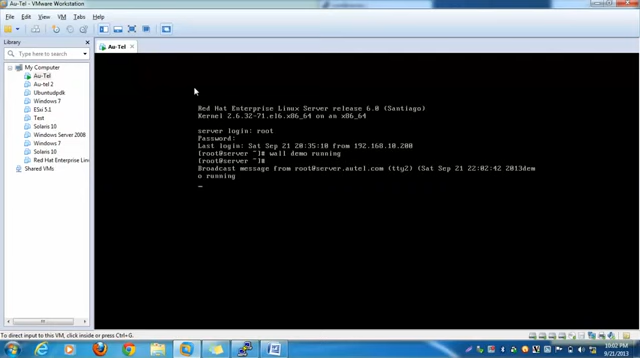 Au-Tel - VMware Workstation
File Edit View VM Tabs Help
Library
Type here to search
My Computer
Au-Tel
Au-tel 2
Ubuntudpdk
Windows 7
ESXi 5.1
Test
Solaris 10
Windows Server 2008
Windows 7
Solaris 10
Red Hat Enterprise Linu
Shared VMs
Au-Tel
Red Hat Enterprise Linux Server release 6.0 (Santiago)
Kernel 2.6.32-71.el6.x86_64 on an x86_64
server login: root
Password:
Last login: Sat Sep 21 20:35:10 from 192.168.10.200
[root@server ~]# wall demo running
[root@server ~]#
Broadcast message from root@server.autel.com (tty2) (Sat Sep 21 22:02:42 2013dem
o running
To direct input to this VM, click inside or press Ctrl+G.
10:02 PM
9/21/2013